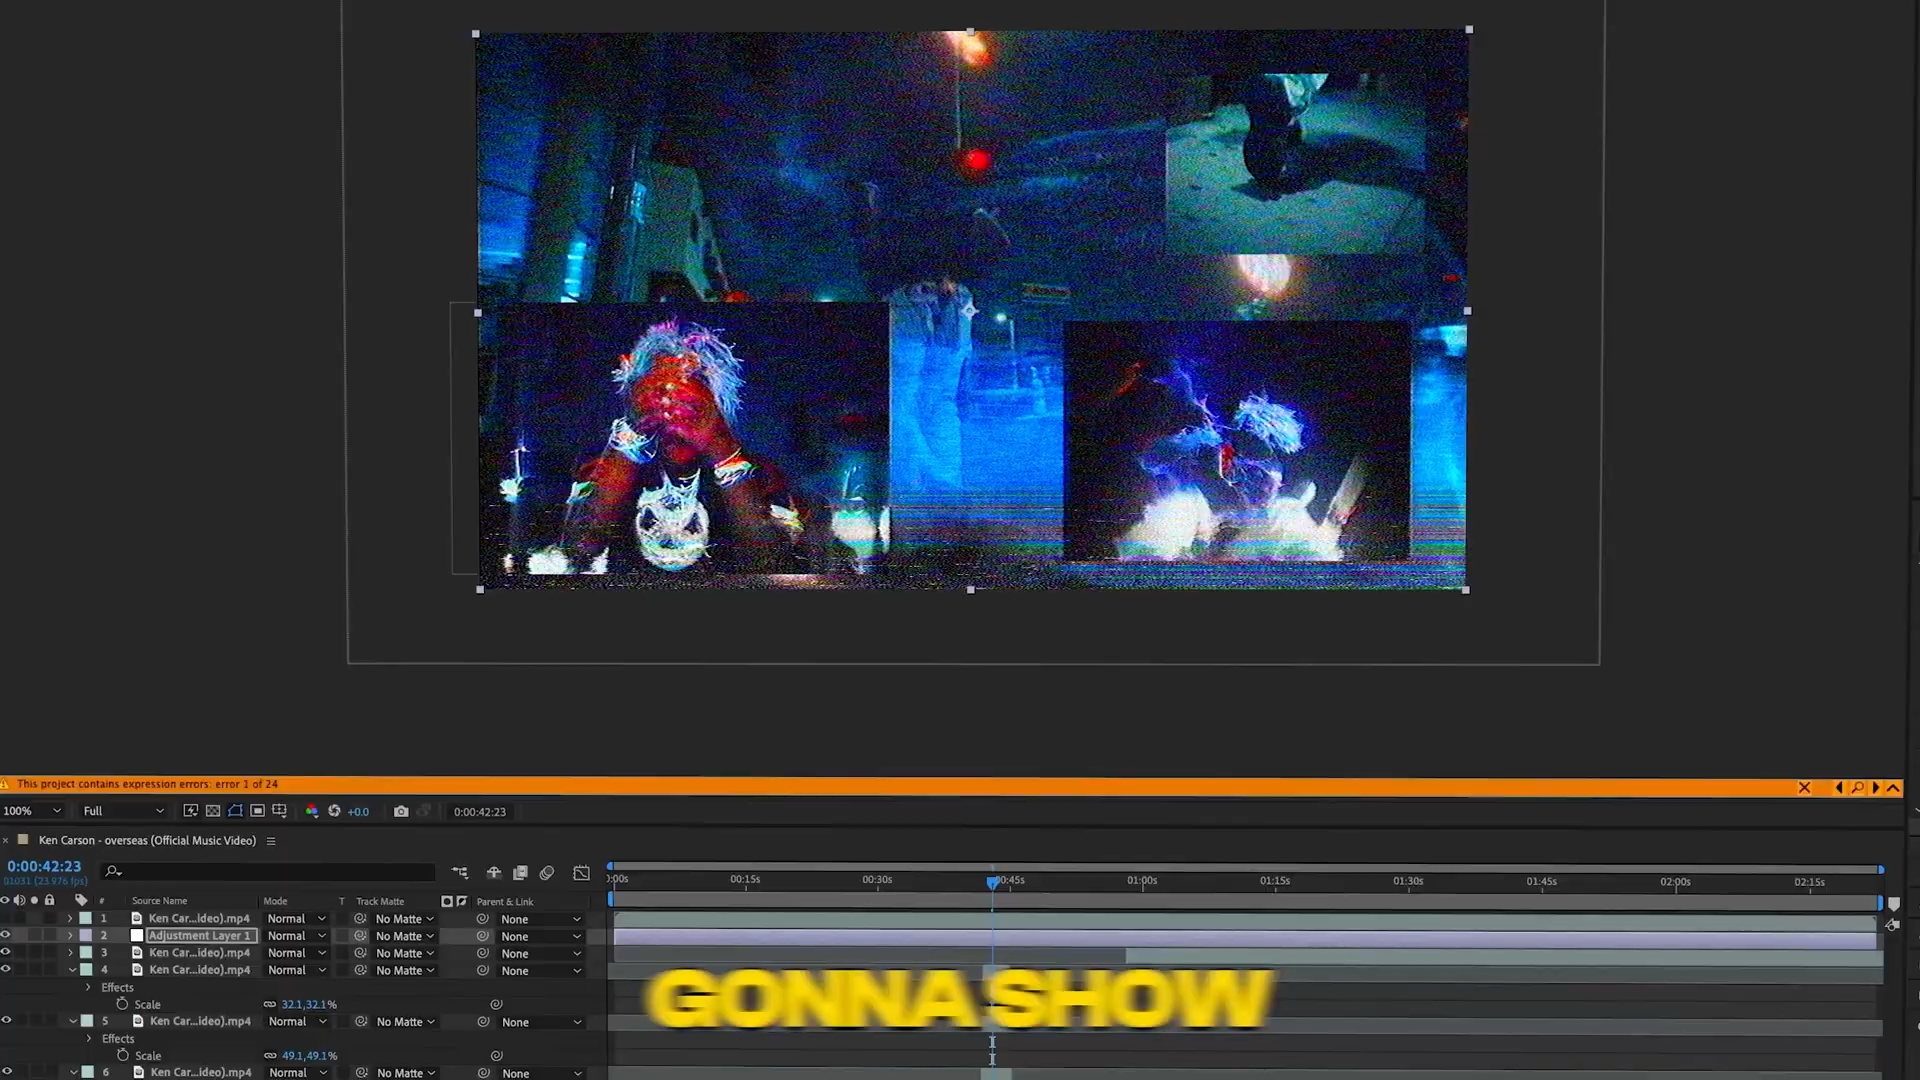 This project contains expression errors: error 1 of 24
100% Full +0.0 0:00:42:23
Ken Carson - overseas (Official Music Video)
0:00:42:23
01031 (23.976 fps)
:00s 00:15s 00:30s 00:45s 01:00s 01:15s 01:30s 01:45s 02:00s 02:15s
# Source Name Mode T Track Matte Parent & Link
1 Ken Car...ideo).mp4 Normal No Matte None
2 Adjustment Layer 1 Normal No Matte None
3 Ken Car...ideo).mp4 Normal No Matte None
4 Ken Car...ideo).mp4 Normal No Matte None
Effects
Scale 32.1,32.1%
GONNA SHOW
5 Ken Car...ideo).mp4 Normal No Matte None
Effects
Scale 49.1,49.1%
6 Ken Car...ideo).mp4 Normal No Matte None